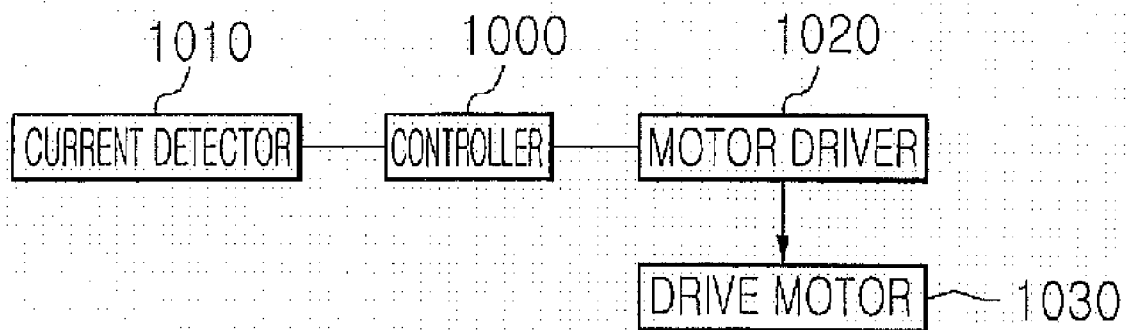 1010 1000 1020
CURRENT DETECTOR CONTROLLER MOTOR DRIVER
DRIVE MOTOR 1030